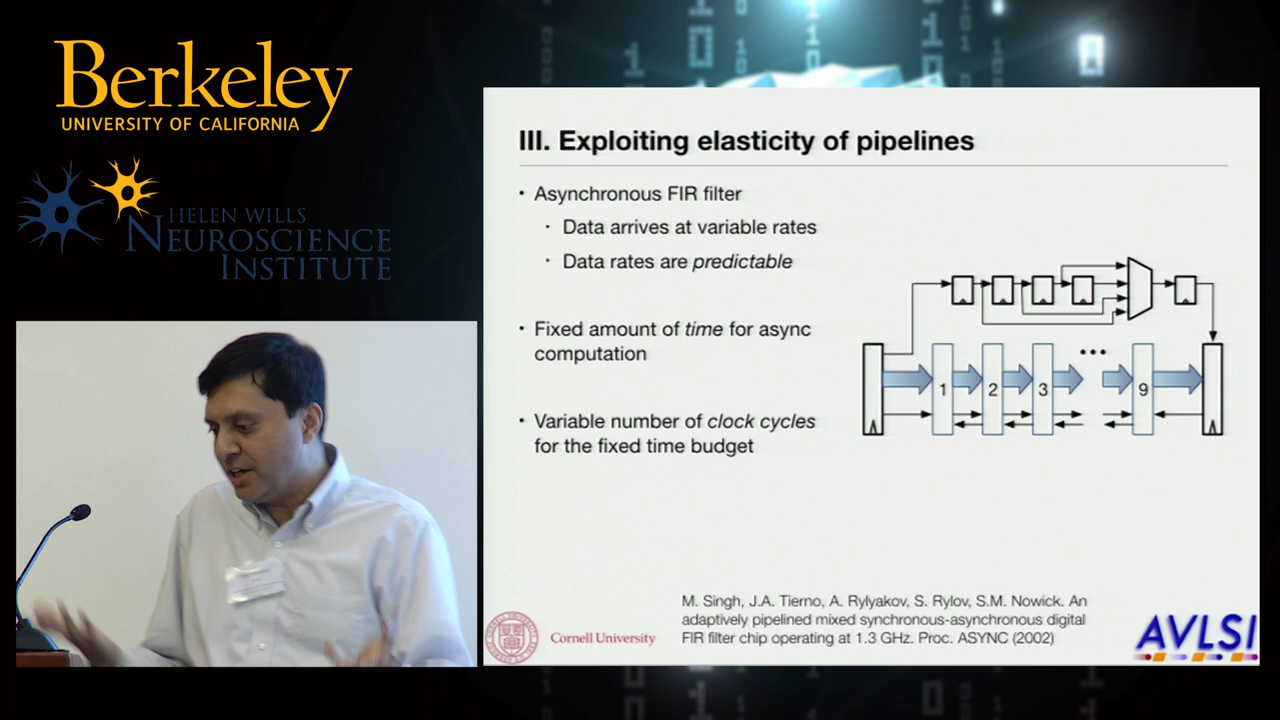 Berkeley
UNIVERSITY OF CALIFORNIA
HELEN WILLS
NEUROSCIENCE
INSTITUTE
III. Exploiting elasticity of pipelines
• Asynchronous FIR filter
· Data arrives at variable rates
· Data rates are predictable
• Fixed amount of time for async
computation
• Variable number of clock cycles
for the fixed time budget
1 2 3 ••• 9
M. Singh, J.A. Tierno, A. Rylyakov, S. Rylov, S.M. Nowick. An
adaptively pipelined mixed synchronous-asynchronous digital
FIR filter chip operating at 1.3 GHz. Proc. ASYNC (2002)
Cornell University
AVLSI